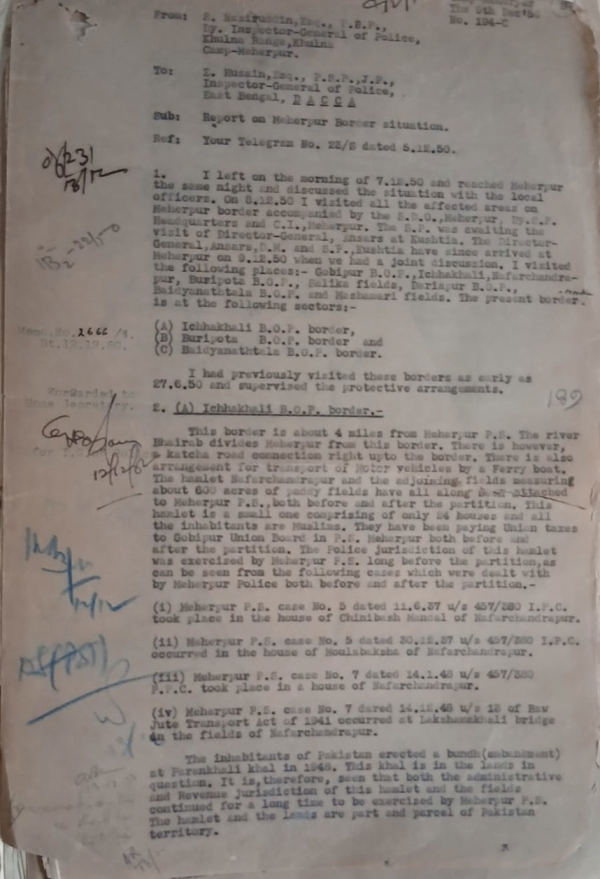 The 9th Dec'50
No. 194-C
From: S. Nasiruddin, Esq., P.S.P.,
Dy. Inspector-General of Police,
Khulna Range, Khulna
Camp-Meherpur.
To: Z. Husain, Esq., P.S.P., J.P.,
Inspector-General of Police,
East Bengal, D A C C A
Sub: Report on Meherpur Border situation.
Ref: Your Telegram No. 22/S dated 5.12.50.
1. I left on the morning of 7.12.50 and reached Meherpur
the same night and discussed the situation with the local
officers. On 8.12.50 I visited all the affected areas on
Meherpur border accompanied by the S.D.O., Meherpur, Dy.S.P.
Headquarters and C.I., Meherpur. The S.P. was awaiting the
visit of Director-General, Ansars at Kushtia. The Director-
General, Ansars, D.M. and S.P., Kushtia have since arrived at
Meherpur on 9.12.50 when we had a joint discussion. I visited
the following places:- Gobipur B.O.P., Ichhakhali, Nafarchandra-
pur, Buripota B.O.P., Salika fields, Dariapur B.O.P.,
Baidyanathtala B.O.P. and Meshamari fields. The present border
is at the following sectors:-
(A) Ichhakhali B.O.P border,
(B) Buripota B.O.P border and
(C) Baidyanathtala B.O.P. border.
Memo.No. 2666 /A.
Dt.12.12.50.
I had previously visited these borders as early as
27.6.50 and supervised the protective arrangements.
Forwarded to
Home Secretary.
189
2. (A) Ichhakhali B.O.P. border.-
This border is about 4 miles from Meherpur P.S. The river
Bhairab divides Meherpur from this border. There is however,
a katcha road connection right upto the border. There is also
arrangement for transport of Motor vehicles by a Ferry boat.
The hamlet Nafarchandrapur and the adjoining fields measuring
about 600 acres of paddy fields have all along been attached
to Meherpur P.S., both before and after the partition. This
hamlet is a small one comprising of only 24 houses and all
the inhabitants are Muslims. They have been paying Union taxes
to Gobipur Union Board in P.S. Meherpur both before and
after the partition. The Police jurisdiction of this hamlet
was exercised by Meherpur P.S. long before the partition, as
can be seen from the following cases which were dealt with
by Meherpur Police both before and after the partition.-
(i) Meherpur P.S. case No. 5 dated 11.6.37 u/s 457/380 I.P.C.
took place in the house of Chinibash Mondal of Nafarchandrapur.
(ii) Meherpur P.S. case No. 5 dated 30.12.37 u/s 457/380 I.P.C.
occurred in the house of Moulabaksha of Nafarchandrapur.
(iii) Meherpur P.S. case No. 7 dated 14.1.48 u/s 457/380
P.P.C. took place in a house of Nafarchandrapur.
(iv) Meherpur P.S. case No. 7 dared 14.12.48 u/s 12 of Raw
Jute Transport Act of 1941 occurred at Lakshamakhali bridge
in the fields of Nafarchandrapur.
The inhabitants of Pakistan erected a bundh(embankment)
at Farankhali khal in 1948. This khal is in the lands in
question. It is, therefore, seen that both the administrative
and Revenue jurisdiction of this hamlet and the fields
continued for a long time to be exercised by Meherpur P.S.
The hamlet and the lands are part and parcel of Pakistan
territory.